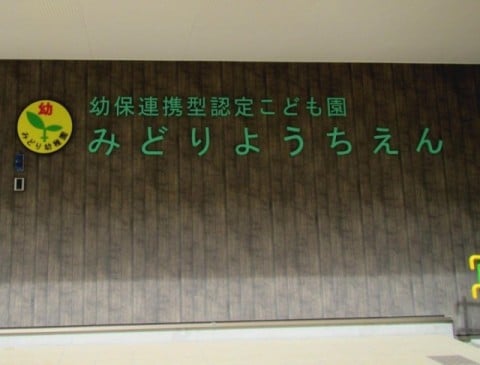 幼保連携型認定こども園
みどりようちえん
幼
みどり幼稚園